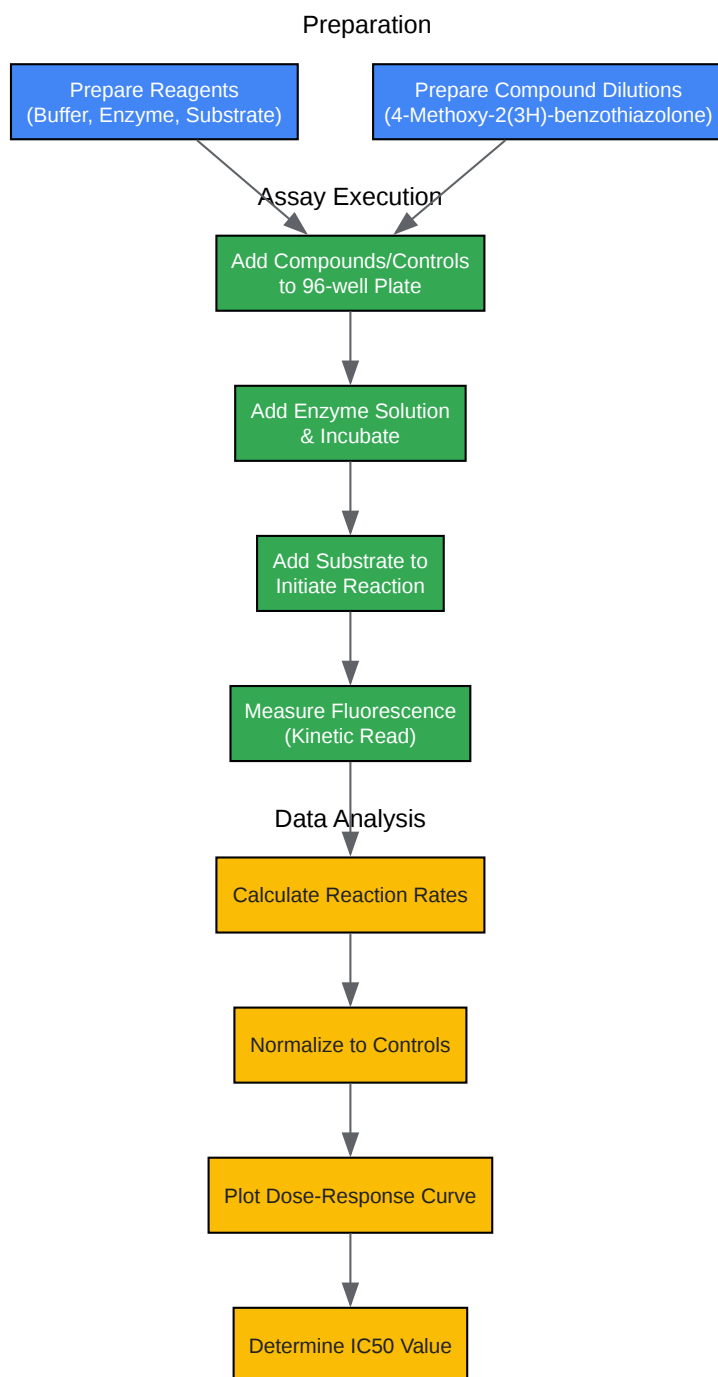 Preparation
Prepare Reagents
(Buffer, Enzyme, Substrate)
Prepare Compound Dilutions
(4-Methoxy-2(3H)-benzothiazolone)
Assay Execution
Add Compounds/Controls
to 96-well Plate
Add Enzyme Solution
& Incubate
Add Substrate to
Initiate Reaction
Measure Fluorescence
(Kinetic Read)
Data Analysis
Calculate Reaction Rates
Normalize to Controls
Plot Dose-Response Curve
Determine IC50 Value